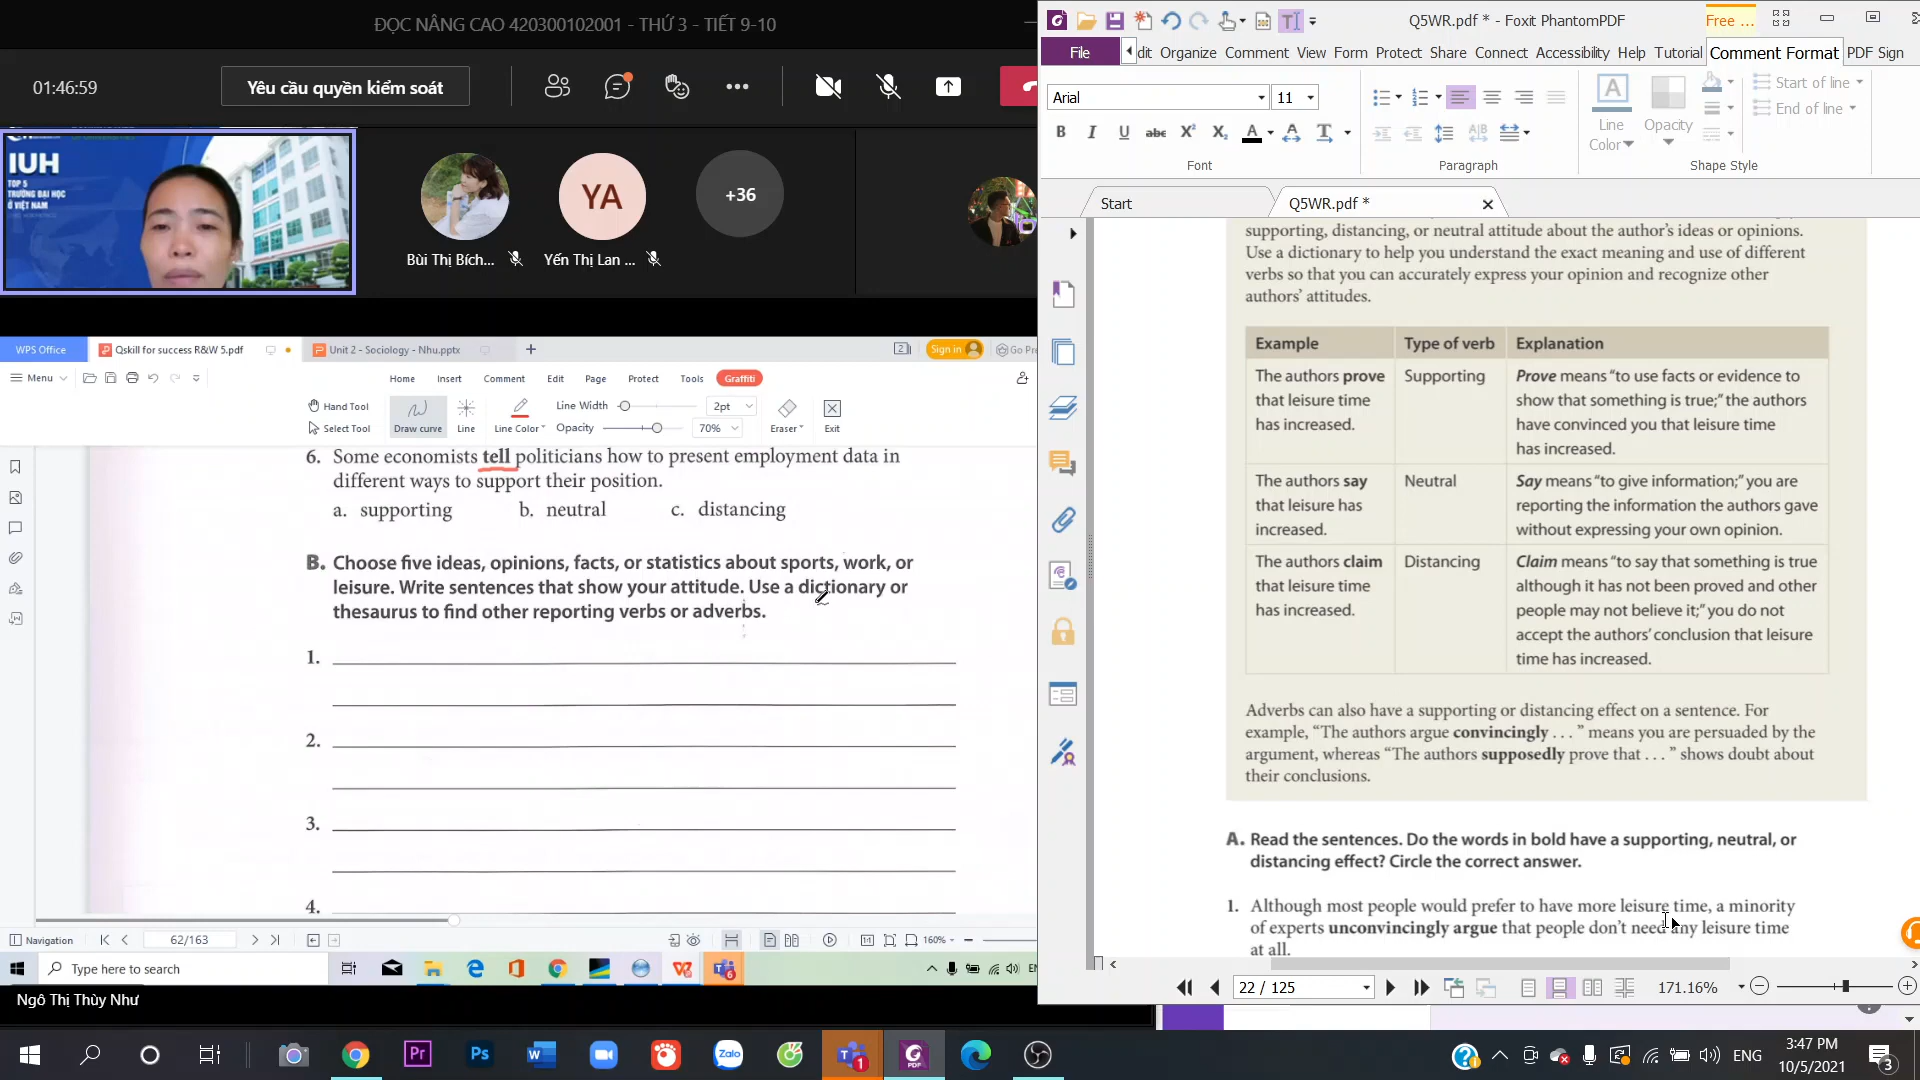 ĐỌC NÂNG CAO 420300102001 - THỨ 3 - TIẾT 9-10
01:46:59
Yêu cầu quyền kiểm soát
IUH
TOP 5
TRƯỜNG ĐẠI HỌC
Ở VIỆT NAM
Bùi Thị Bích...
YA
Yến Thị Lan ...
+36
WPS Office
Qskill for success R&W 5.pdf
Unit 2 - Sociology - Nhu.pptx
Sign in
Go Pre
Menu
Home Insert Comment Edit Page Protect Tools Graffiti
Hand Tool
Select Tool
Draw curve
Line
Line Color
Line Width
2pt
Opacity
70%
Eraser
Exit
6. Some economists tell politicians how to present employment data in
different ways to support their position.
a. supporting b. neutral c. distancing
B. Choose five ideas, opinions, facts, or statistics about sports, work, or
leisure. Write sentences that show your attitude. Use a dictionary or
thesaurus to find other reporting verbs or adverbs.
1.
2.
3.
4.
Navigation
62/163
160%
Type here to search
Ngô Thị Thùy Như
Q5WR.pdf * - Foxit PhantomPDF
Free ...
File
dit Organize Comment View Form Protect Share Connect Accessibility Help Tutorial Comment Format PDF Sign
Arial
11
Font
Paragraph
Line
Color
Opacity
Start of line
End of line
Shape Style
Start
Q5WR.pdf *
supporting, distancing, or neutral attitude about the author's ideas or opinions.
Use a dictionary to help you understand the exact meaning and use of different
verbs so that you can accurately express your opinion and recognize other
authors' attitudes.
Example Type of verb Explanation
The authors prove
that leisure time
has increased.
Supporting
Prove means "to use facts or evidence to
show that something is true;" the authors
have convinced you that leisure time
has increased.
The authors say
that leisure has
increased.
Neutral
Say means "to give information;" you are
reporting the information the authors gave
without expressing your own opinion.
The authors claim
that leisure time
has increased.
Distancing
Claim means "to say that something is true
although it has not been proved and other
people may not believe it;" you do not
accept the authors' conclusion that leisure
time has increased.
Adverbs can also have a supporting or distancing effect on a sentence. For
example, "The authors argue convincingly . . . " means you are persuaded by the
argument, whereas "The authors supposedly prove that . . . " shows doubt about
their conclusions.
A. Read the sentences. Do the words in bold have a supporting, neutral, or
distancing effect? Circle the correct answer.
1. Although most people would prefer to have more leisure time, a minority
of experts unconvincingly argue that people don't need any leisure time
at all.
22 / 125
171.16%
ENG
3:47 PM
10/5/2021